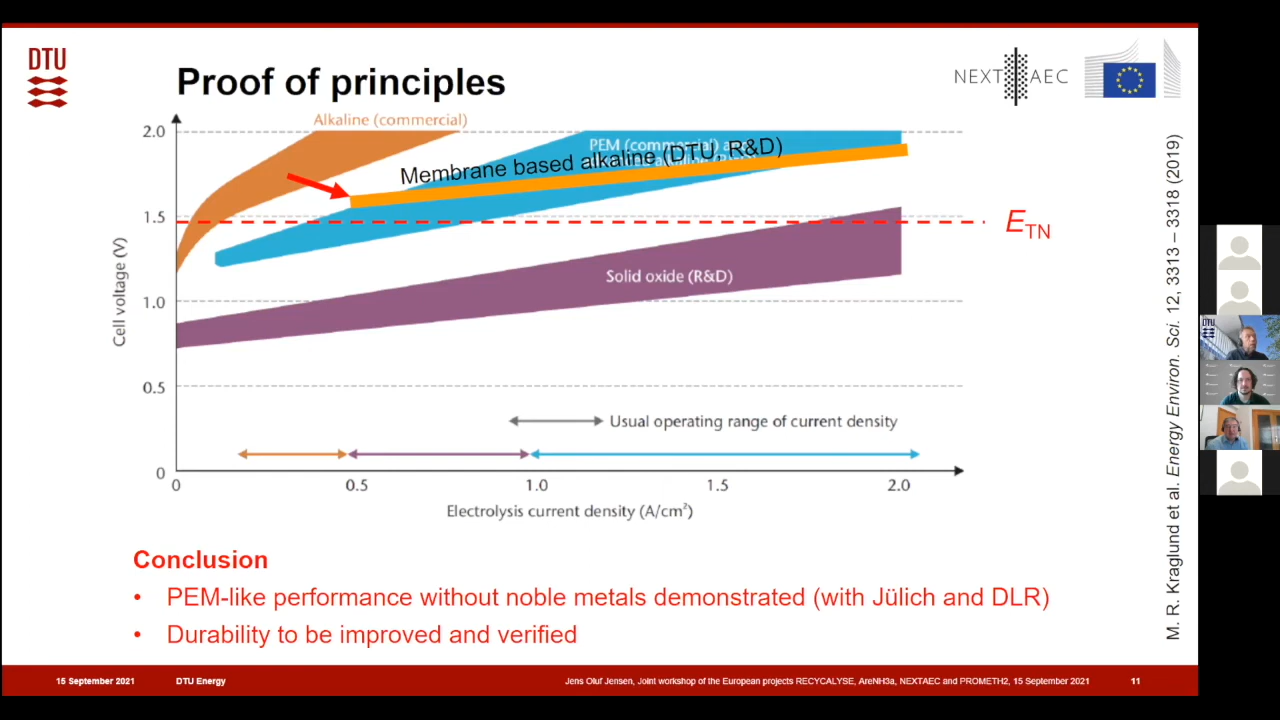 DTU
Proof of principles
NEXT AEC
Alkaline (commercial)
2.0
PEM (commercial) and
Membrane based alkaline (DTU, R&D)
1.5
E_TN
Solid oxide (R&D)
1.0
Cell voltage (V)
0.5
Usual operating range of current density
0
0 0.5 1.0 1.5 2.0
Electrolysis current density (A/cm²)
M. R. Kraglund et al. Energy Environ. Sci. 12, 3313 – 3318 (2019)
Conclusion
• PEM-like performance without noble metals demonstrated (with Jülich and DLR)
• Durability to be improved and verified
15 September 2021 DTU Energy Jens Oluf Jensen, Joint workshop of the European projects RECYCALYSE, AreNH3a, NEXTAEC and PROMETH2, 15 September 2021 11
DTU